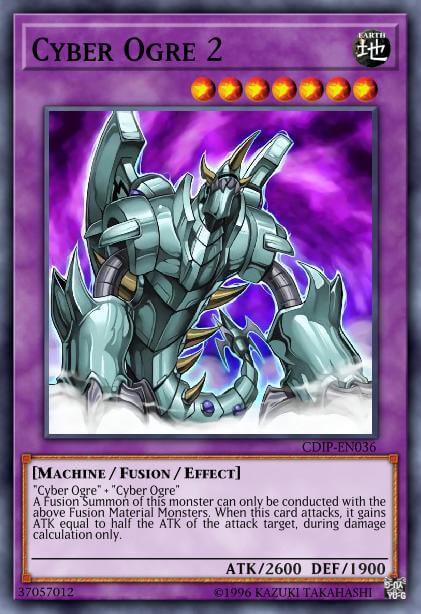 Cyber Ogre 2
EARTH
地
CDIP-EN036
[Machine / Fusion / Effect]
"Cyber Ogre" + "Cyber Ogre"
A Fusion Summon of this monster can only be conducted with the
above Fusion Material Monsters. When this card attacks, it gains
ATK equal to half the ATK of the attack target, during damage
calculation only.
ATK/2600 DEF/1900
37057012
©1996 KAZUKI TAKAHASHI